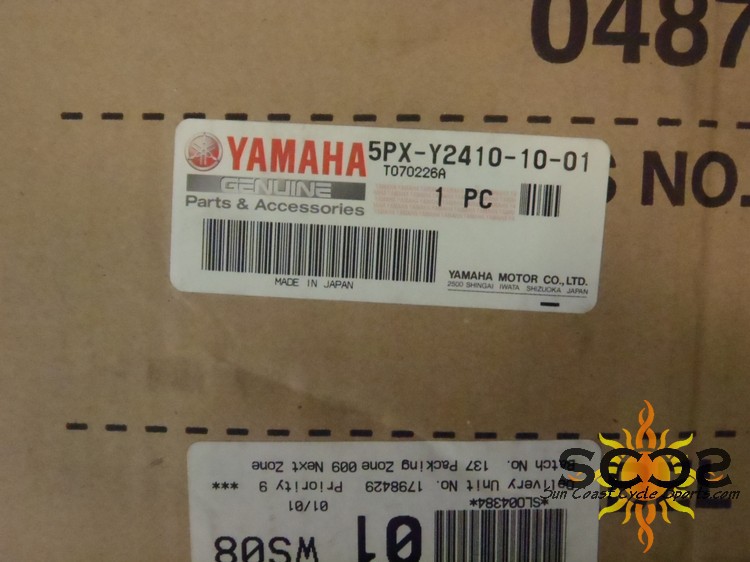 0487
S NO.
YAMAHA
GENUINE
Parts & Accessories
5PX-Y2410-10-01
T070226A
1 PC
MADE IN JAPAN
YAMAHA MOTOR CO.,LTD.
2500 SHINGAI IWATA SHIZUOKA JAPAN
SCCS
Sun Coast Cycle Sports.com
Batch No. 137 Packing Zone 009 Next Zone
Delivery Unit No. 1798429 Priority 9 ***
*SL004384*
01/01
01
WS08